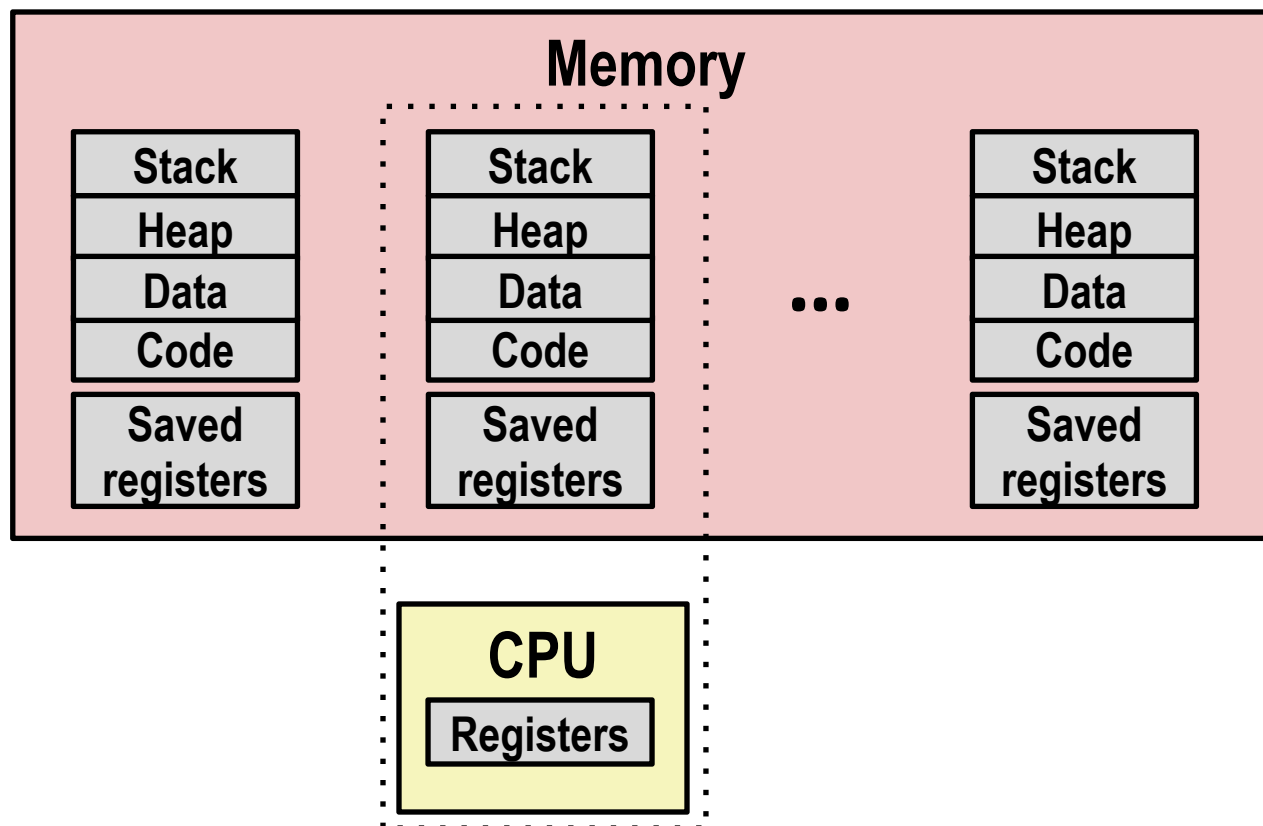 Memory
Stack
Heap
Data
Code
Saved
registers
Stack
Heap
Data
Code
Saved
registers
...
Stack
Heap
Data
Code
Saved
registers
CPU
Registers